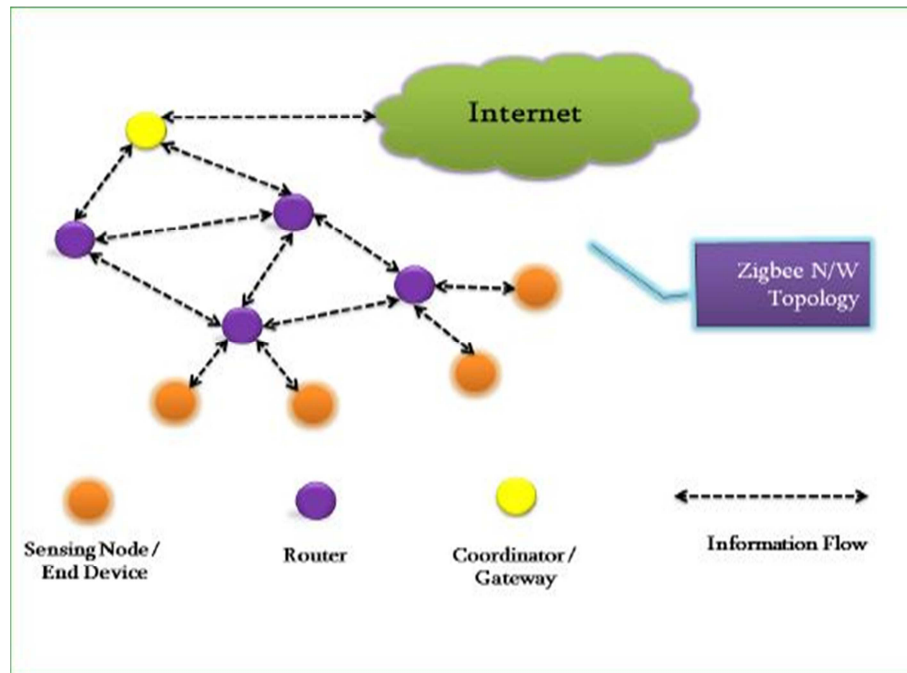 Internet
Zigbee N/W
Topology
Sensing Node /
End Device
Router
Coordinator /
Gateway
Information Flow